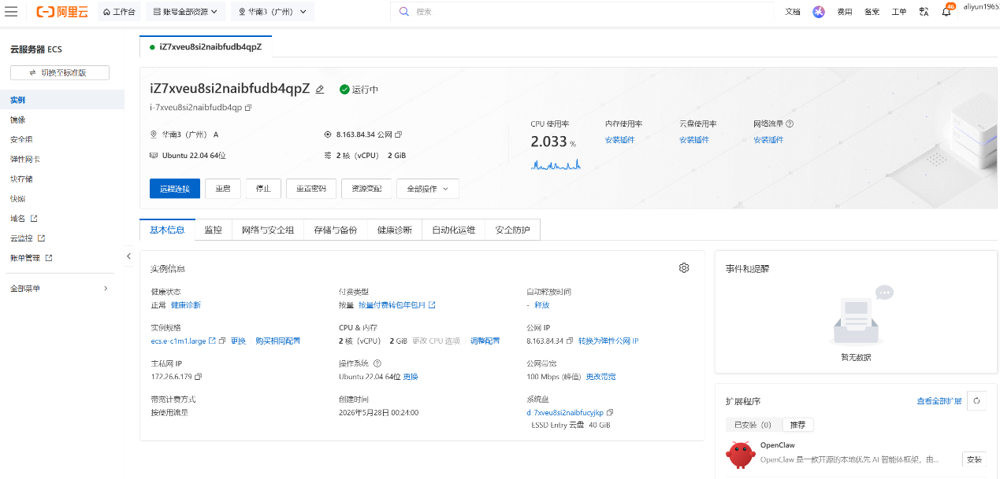 阿里云 工作台 账号全部资源 华南3（广州） 搜索 文档 费用 备案 工单 46 aliyun1965
云服务器 ECS
切换至标准版
实例
镜像
安全组
弹性网卡
块存储
快照
域名
云监控
账单管理
全部菜单
iZ7xveu8si2naibfudb4qpZ
iZ7xveu8si2naibfudb4qpZ 运行中
i-7xveu8si2naibfudb4qp
华南3（广州） A 8.163.84.34 公网
Ubuntu 22.04 64位 2 核（vCPU） 2 GiB
CPU 使用率 内存使用率 云盘使用率 网络流量
2.033 % 安装插件 安装插件 安装插件
远程连接 重启 停止 重置密码 资源变配 全部操作
基本信息 监控 网络与安全组 存储与备份 健康诊断 自动化运维 安全防护
实例信息
健康状态 付费类型 自动释放时间
正常 健康诊断 按量 按量付费转包年包月 - 释放
实例规格 CPU & 内存 公网 IP
ecs.e-c1m1.large 更换 购买相同配置 2 核（vCPU） 2 GiB 更改 CPU 选项 调整配置 8.163.84.34 转换为弹性公网 IP
主私网 IP 操作系统 公网带宽
172.26.6.179 Ubuntu 22.04 64位 更换 100 Mbps (峰值) 更改带宽
带宽计费方式 创建时间 系统盘
按使用流量 2026年5月28日 00:24:00 d-7xveu8si2naibfucyjkp
ESSD Entry 云盘 40 GiB
事件和提醒
暂无数据
扩展程序 查看全部扩展
已安装（0） 推荐
OpenClaw
OpenClaw 是一款开源的本地优先 AI 智能体框架，由... 安装